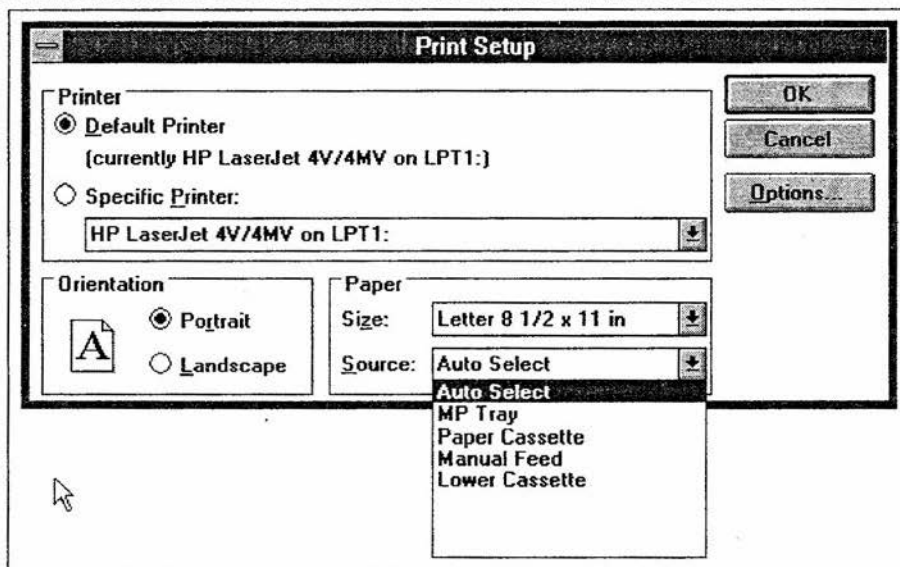 Print Setup
Printer
Default Printer
(currently HP LaserJet 4V/4MV on LPT1:)
Specific Printer:
HP LaserJet 4V/4MV on LPT1:
OK
Cancel
Options...
Orientation
A
Portrait
Landscape
Paper
Size: Letter 8 1/2 x 11 in
Source: Auto Select
Auto Select
MP Tray
Paper Cassette
Manual Feed
Lower Cassette